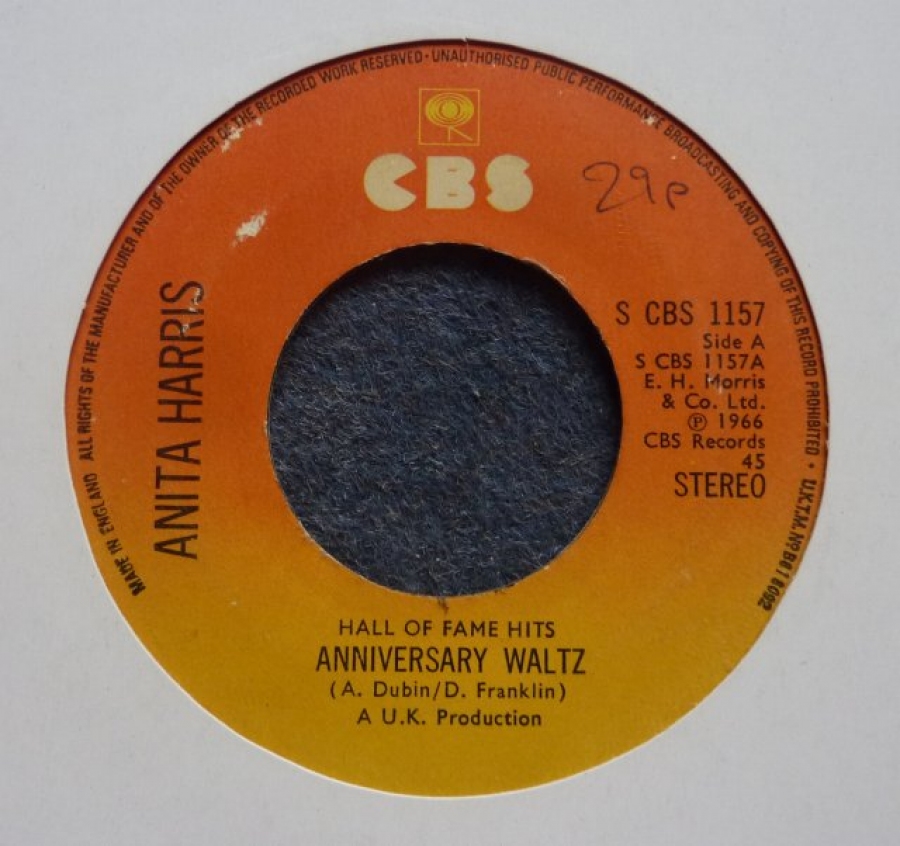 MADE IN ENGLAND ALL RIGHTS OF THE MANUFACTURER AND OF THE OWNER OF THE RECORDED WORK RESERVED · UNAUTHORISED PUBLIC PERFORMANCE BROADCASTING AND COPYING OF THIS RECORD PROHIBITED · U.K.T.M. Nº B618092
CBS
29p
ANITA HARRIS
S CBS 1157
Side A
S CBS 1157A
E. H. Morris
& Co. Ltd.
℗ 1966
CBS Records
45
STEREO
HALL OF FAME HITS
ANNIVERSARY WALTZ
(A. Dubin/D. Franklin)
A U.K. Production